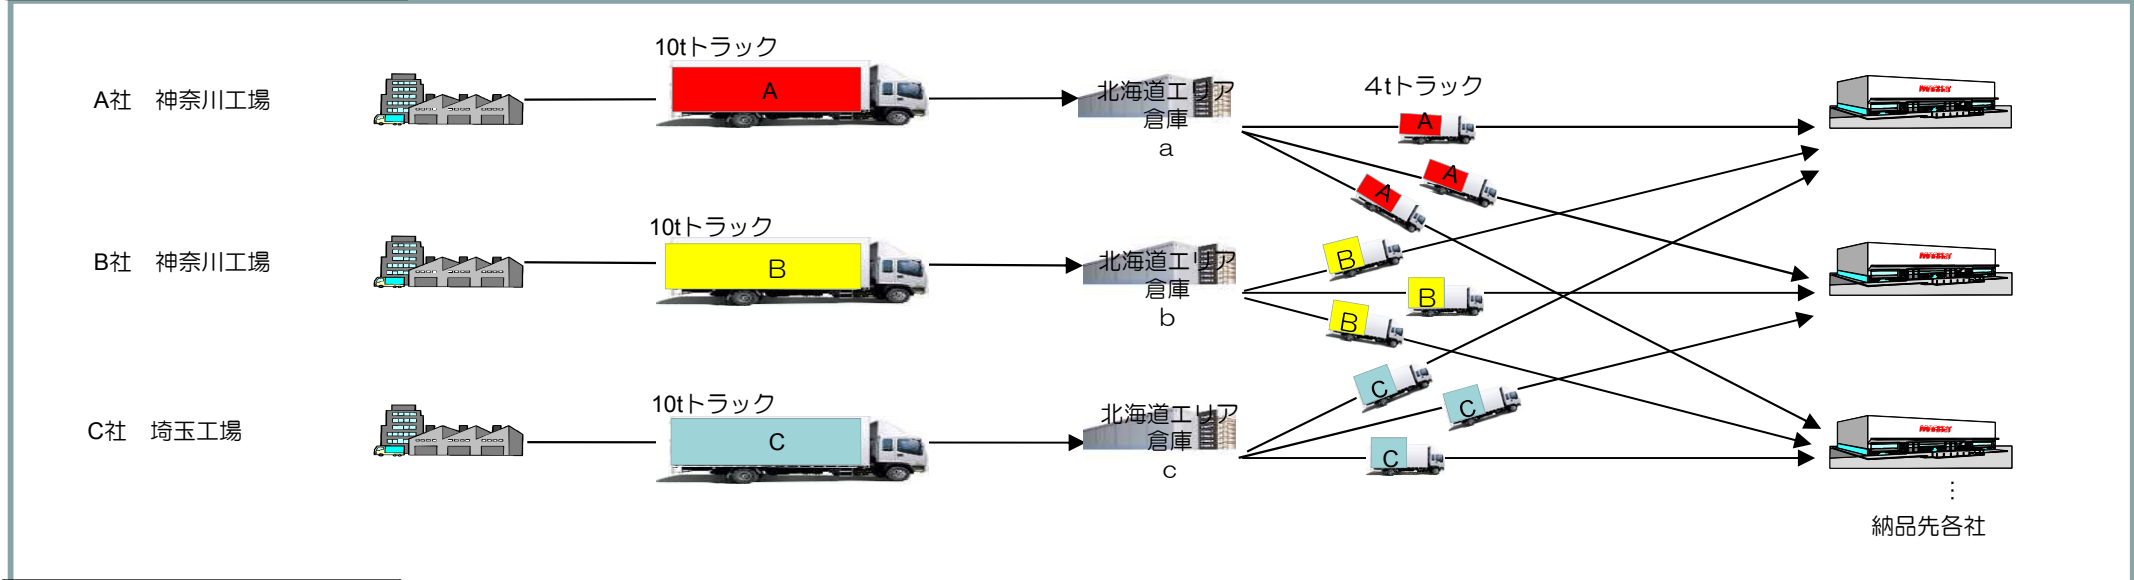 10tトラック
A社　神奈川工場
A
北海道エリア
倉庫
a
4tトラック
A
A
A
10tトラック
B社　神奈川工場
B
北海道エリア
倉庫
b
B
B
B
10tトラック
C社　埼玉工場
C
北海道エリア
倉庫
c
C
C
C
⋮
納品先各社